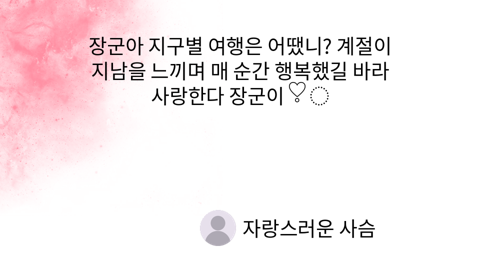 장군아 지구별 여행은 어땠니? 계절이
지남을 느끼며 매 순간 행복했길 바라
사랑한다 장군이 ❣◌
자랑스러운 사슴